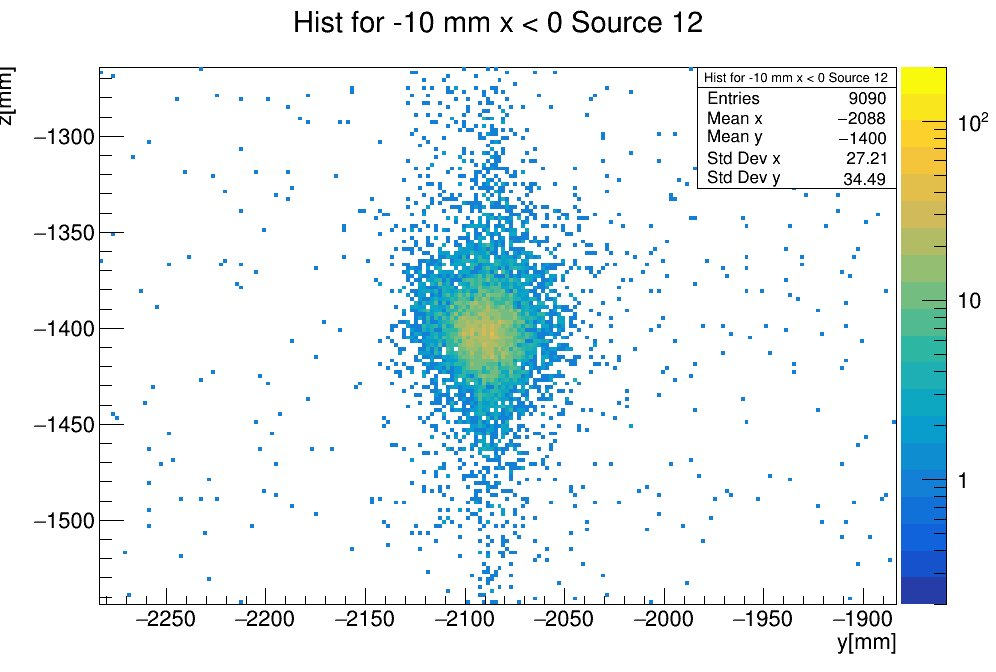 Hist for -10 mm x < 0 Source 12
z[mm]
Hist for -10 mm x < 0 Source 12
Entries 9090
Mean x −2088
Mean y −1400
Std Dev x 27.21
Std Dev y 34.49
−1300
−1350
−1400
−1450
−1500
10²
10
1
−2250 −2200 −2150 −2100 −2050 −2000 −1950 −1900
y[mm]